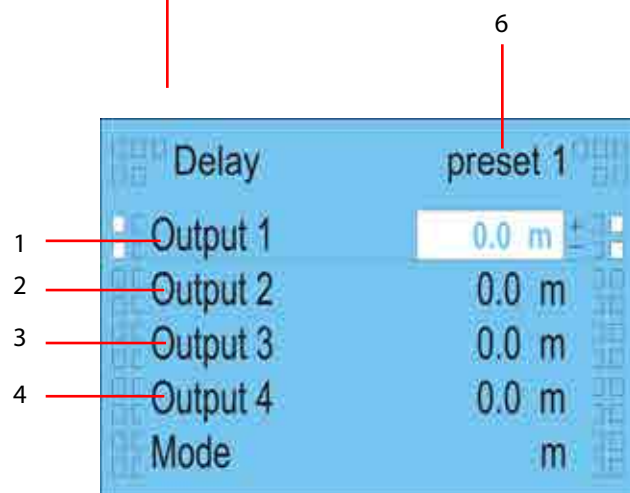 6
Delay preset 1
1 Output 1 0.0 m + −
2 Output 2 0.0 m
3 Output 3 0.0 m
4 Output 4 0.0 m
Mode m